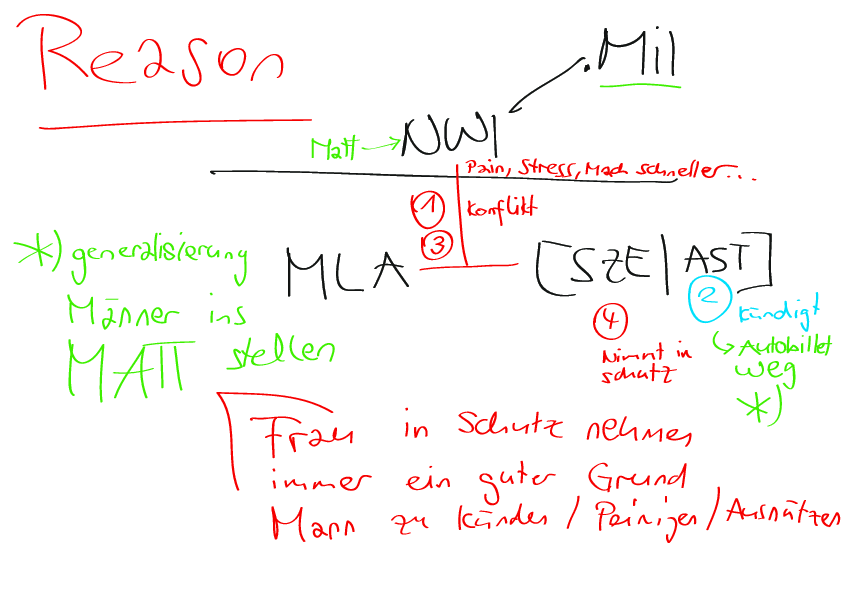 Reason
.Mil
Matt → NWI
Pain, Stress, Mach schneller...
1 Konflikt
3
*) generalisierung
Männer ins
MATT stellen
MLA [SZE | AST]
2 kündigt
↳ Autobillet
weg
*)
4
Nimmt in
schutz
Frau in Schutz nehmen
immer ein guter Grund
Mann zu künden / Peinigen / Ausnützen